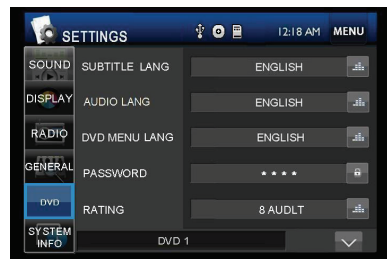 SETTINGS 12:18 AM MENU
SOUND
DISPLAY
RADIO
GENERAL
DVD
SYSTEM INFO
SUBTITLE LANG ENGLISH
AUDIO LANG ENGLISH
DVD MENU LANG ENGLISH
PASSWORD * * * *
RATING 8 AUDLT
DVD 1